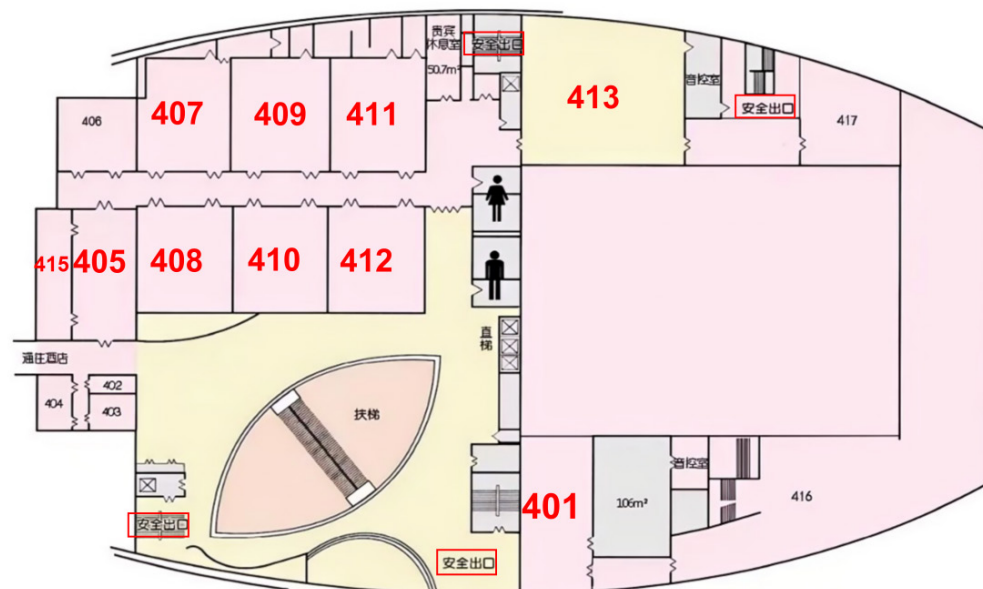 贵宾
休息室
50.7m²
安全出口
413
音控室
安全出口
417
406
407
409
411
415
405
408
410
412
直梯
通往酒店
402
404
403
扶梯
安全出口
安全出口
401
106m²
音控室
416